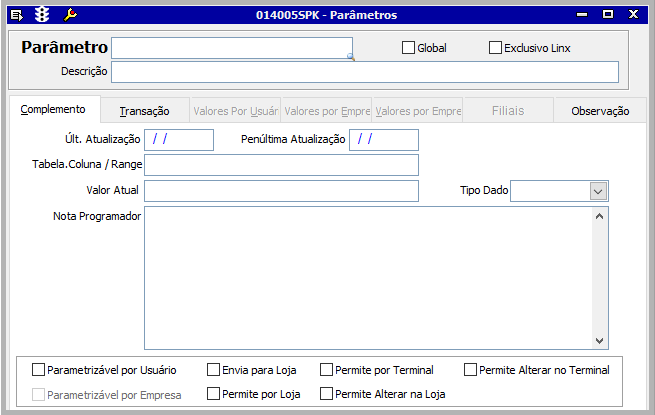 014005SPK - Parâmetros
Parâmetro Global Exclusivo Linx
Descrição
Complemento Transação Valores Por Usuár Valores por Empre Valores por Empre Filiais Observação
Últ. Atualização / / Penúltima Atualização / /
Tabela.Coluna / Range
Valor Atual Tipo Dado
Nota Programador
Parametrizável por Usuário Envia para Loja Permite por Terminal Permite Alterar no Terminal
Parametrizável por Empresa Permite por Loja Permite Alterar na Loja